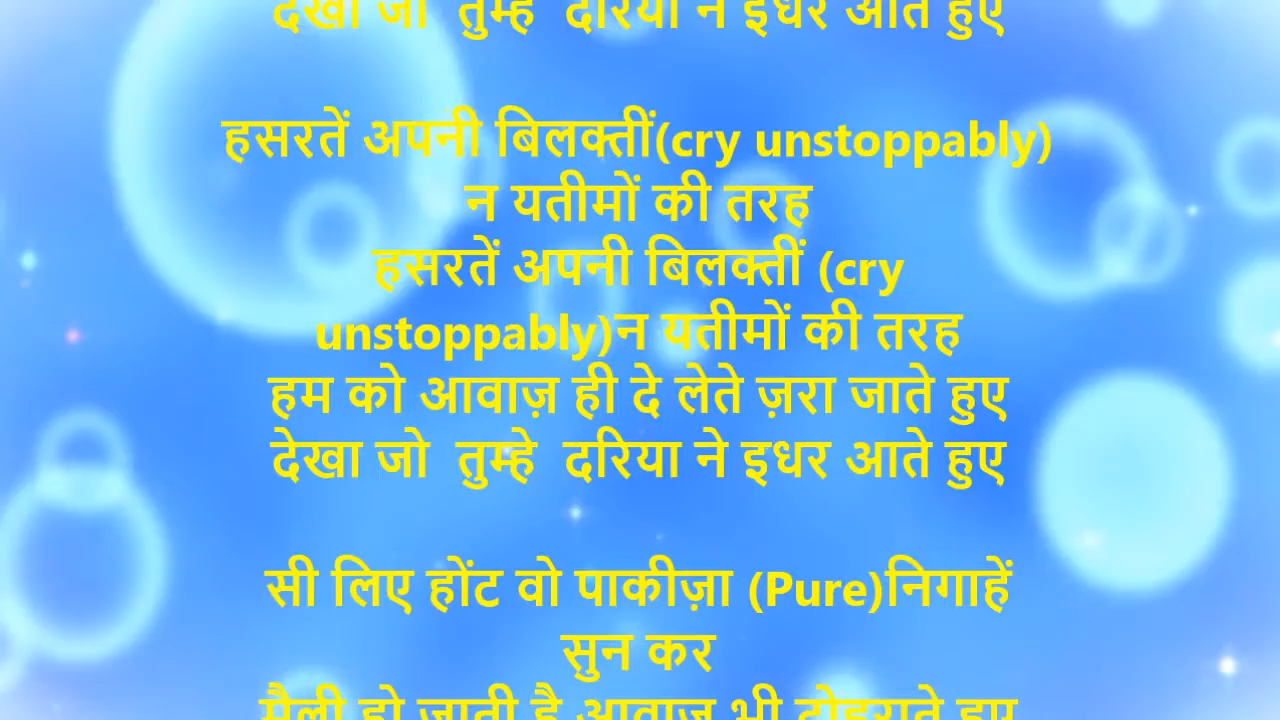 देखा जो तुम्हे दरिया ने इधर आते हुए
हसरतें अपनी बिलक्तीं(cry unstoppably)
न यतीमों की तरह
हसरतें अपनी बिलक्तीं (cry
unstoppably)न यतीमों की तरह
हम को आवाज़ ही दे लेते ज़रा जाते हुए
देखा जो तुम्हे दरिया ने इधर आते हुए
सी लिए होंट वो पाकीज़ा (Pure)निगाहें
सुन कर
मैली हो जाती है आवाज़ भी दोहराते हुए